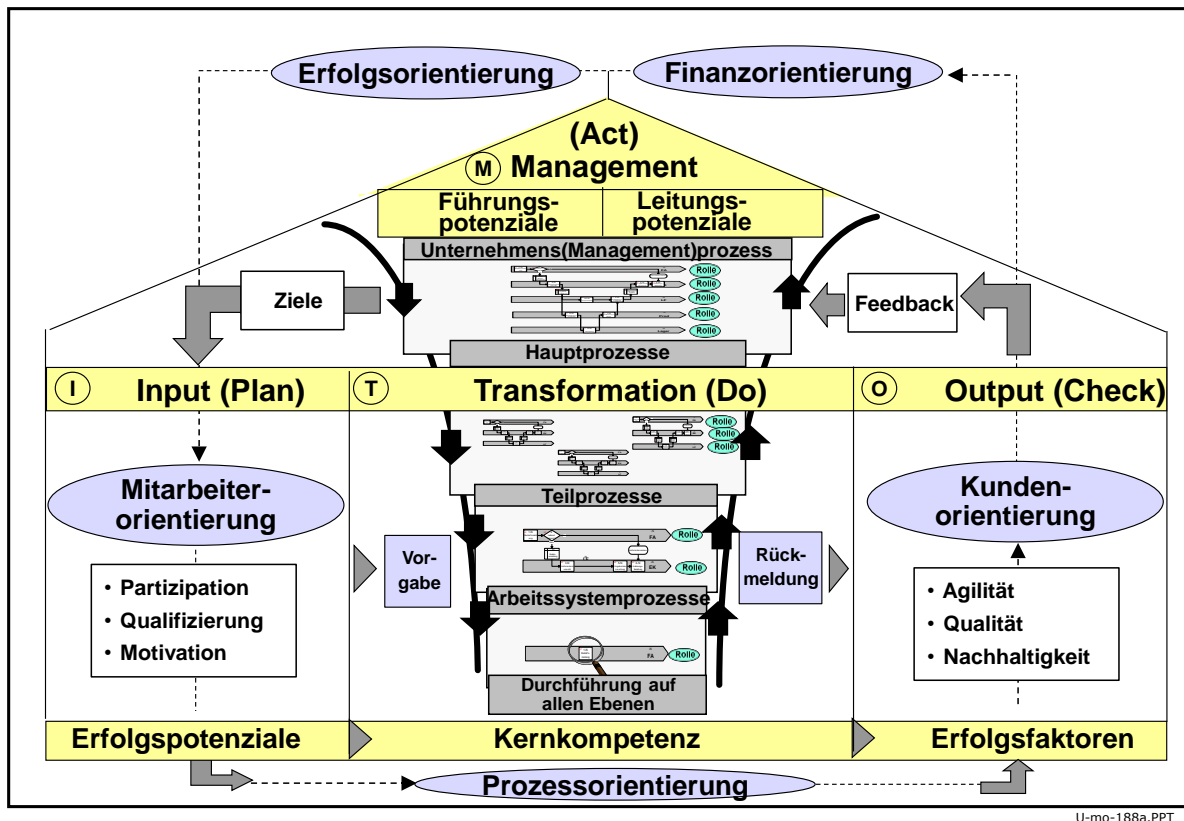 Erfolgsorientierung
Finanzorientierung
(Act)
M Management
Führungs-
potenziale
Leitungs-
potenziale
Unternehmens(Management)prozess
Rolle
Rolle
Rolle
Rolle
Rolle
Ziele
Feedback
Hauptprozesse
I Input (Plan)
T Transformation (Do)
O Output (Check)
Rolle
Rolle
Rolle
Mitarbeiter-
orientierung
Kunden-
orientierung
Teilprozesse
FA
Rolle
EK
Rolle
Vor-
gabe
Rück-
meldung
• Partizipation
• Qualifizierung
• Motivation
• Agilität
• Qualität
• Nachhaltigkeit
Arbeitssystemprozesse
FA
Rolle
Durchführung auf
allen Ebenen
Erfolgspotenziale
Kernkompetenz
Erfolgsfaktoren
Prozessorientierung
U-mo-188a.PPT